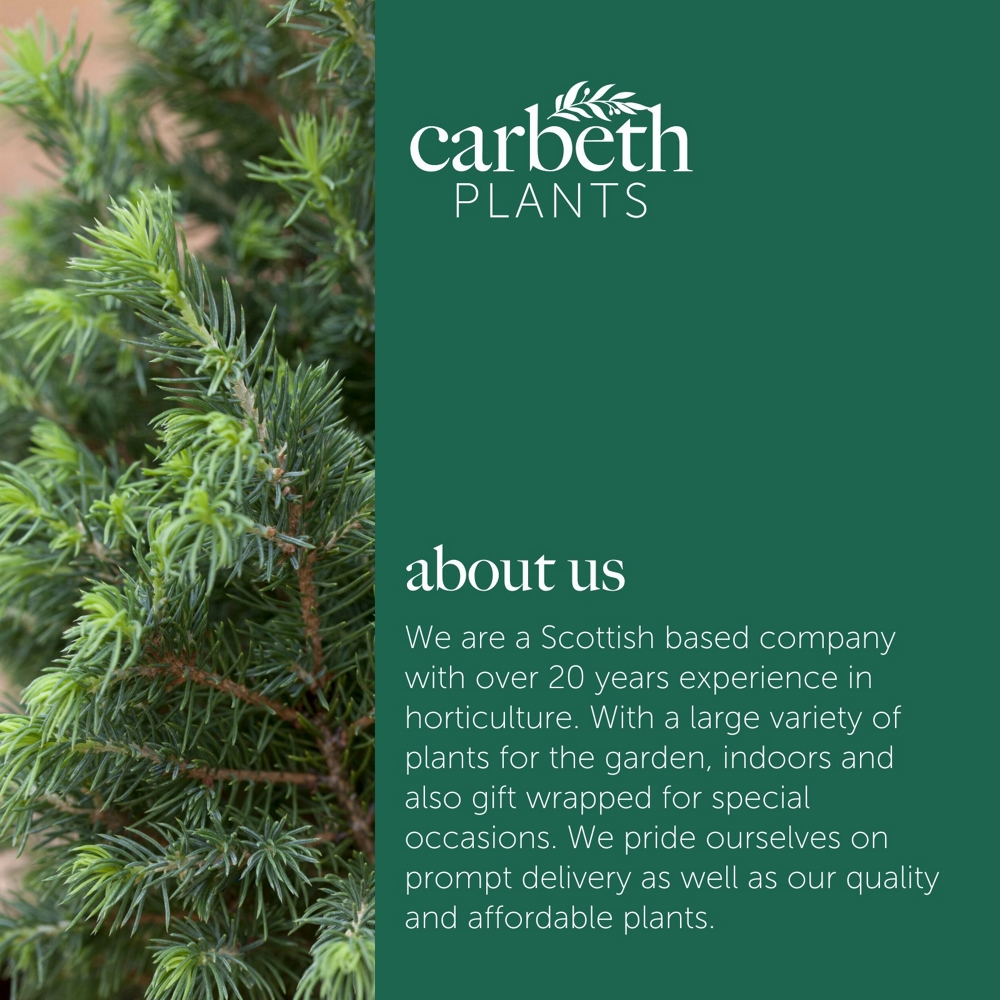 carbeth
PLANTS
about us
We are a Scottish based company
with over 20 years experience in
horticulture. With a large variety of
plants for the garden, indoors and
also gift wrapped for special
occasions. We pride ourselves on
prompt delivery as well as our quality
and affordable plants.